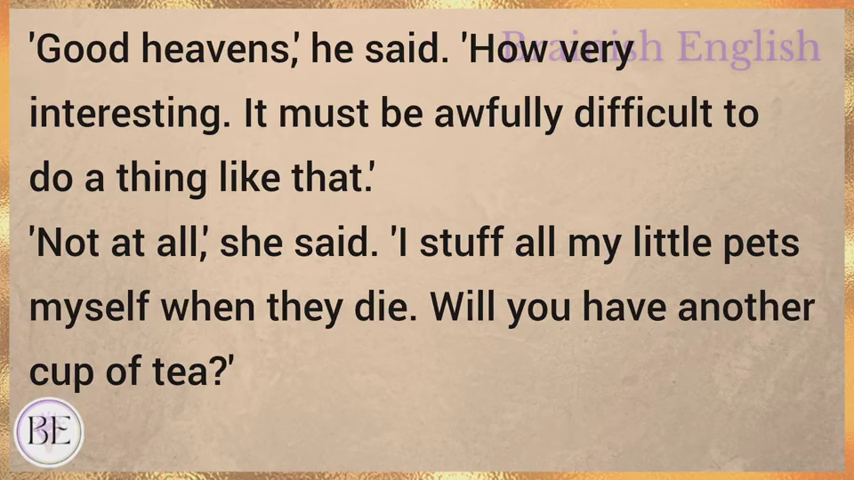 Brainish English
'Good heavens,' he said. 'How very
interesting. It must be awfully difficult to
do a thing like that.'
'Not at all,' she said. 'I stuff all my little pets
myself when they die. Will you have another
cup of tea?'
BE